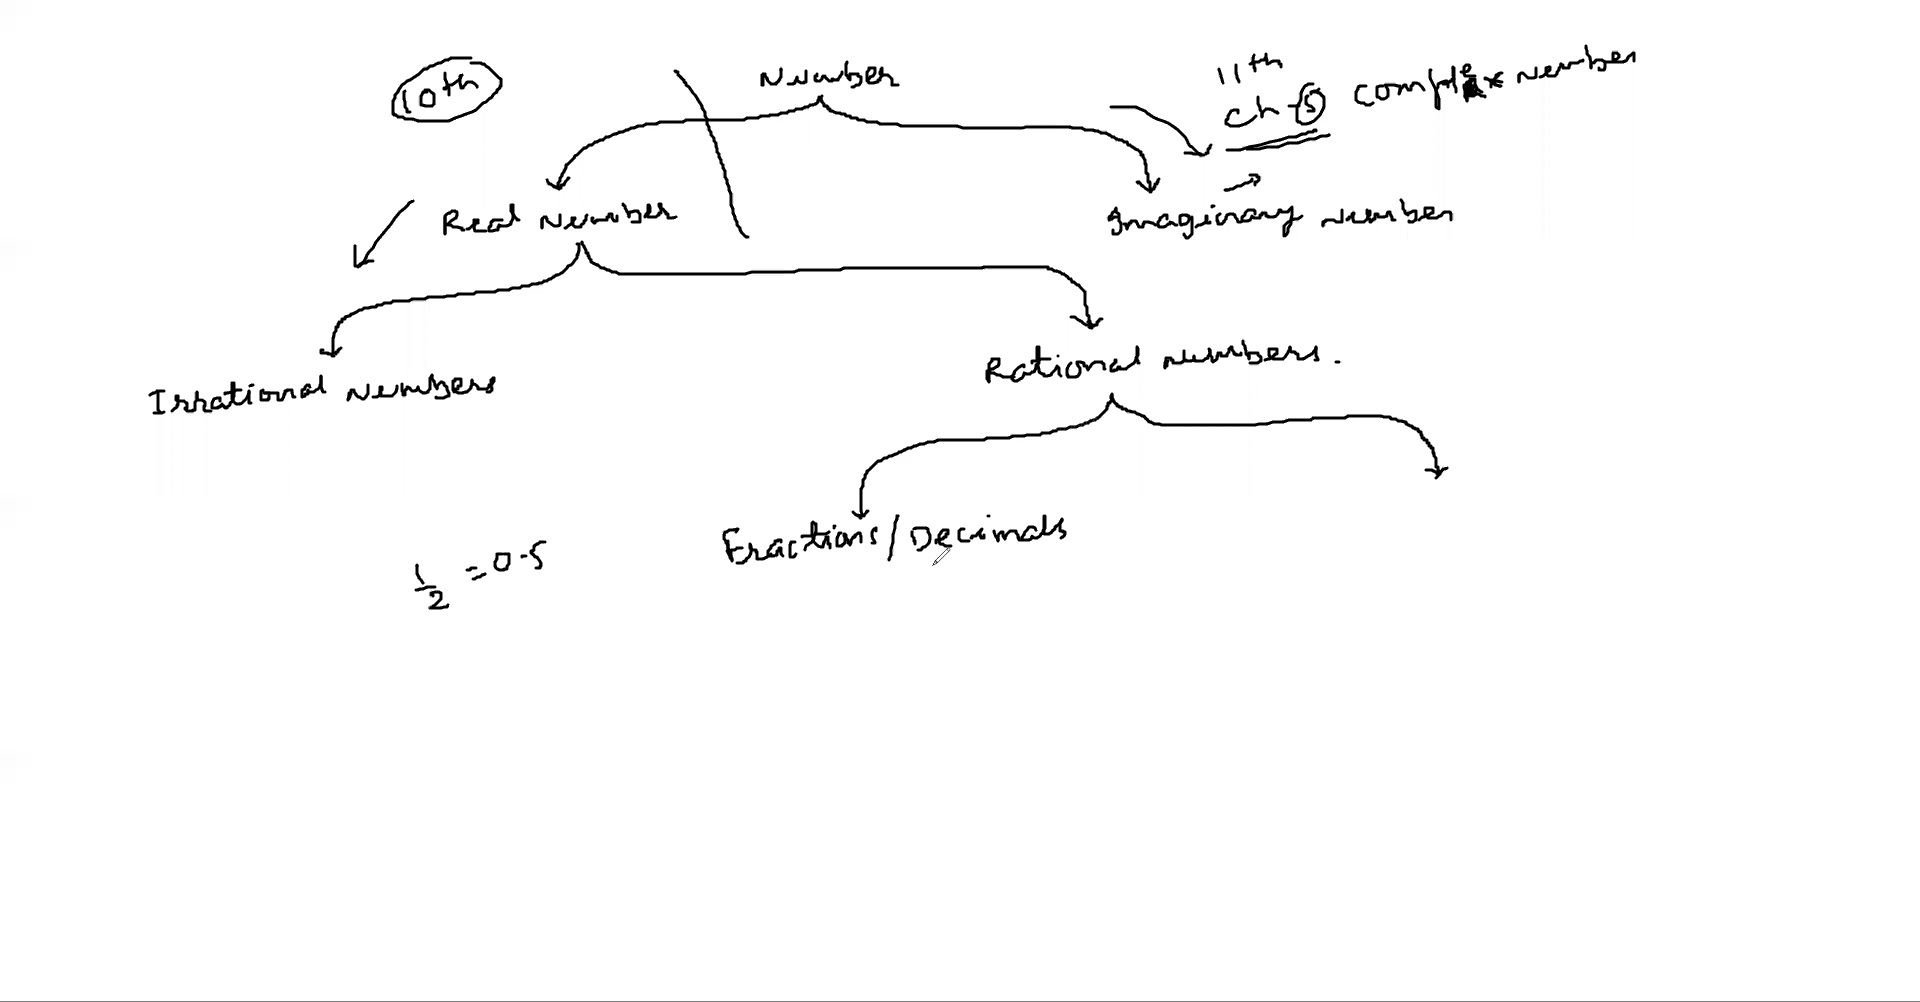 10th
Number
11th
ch-5 complex number
Real Number
Imaginary Number
Irrational Numbers
Rational Numbers.
Fractions/Decimals
1/2 = 0.5